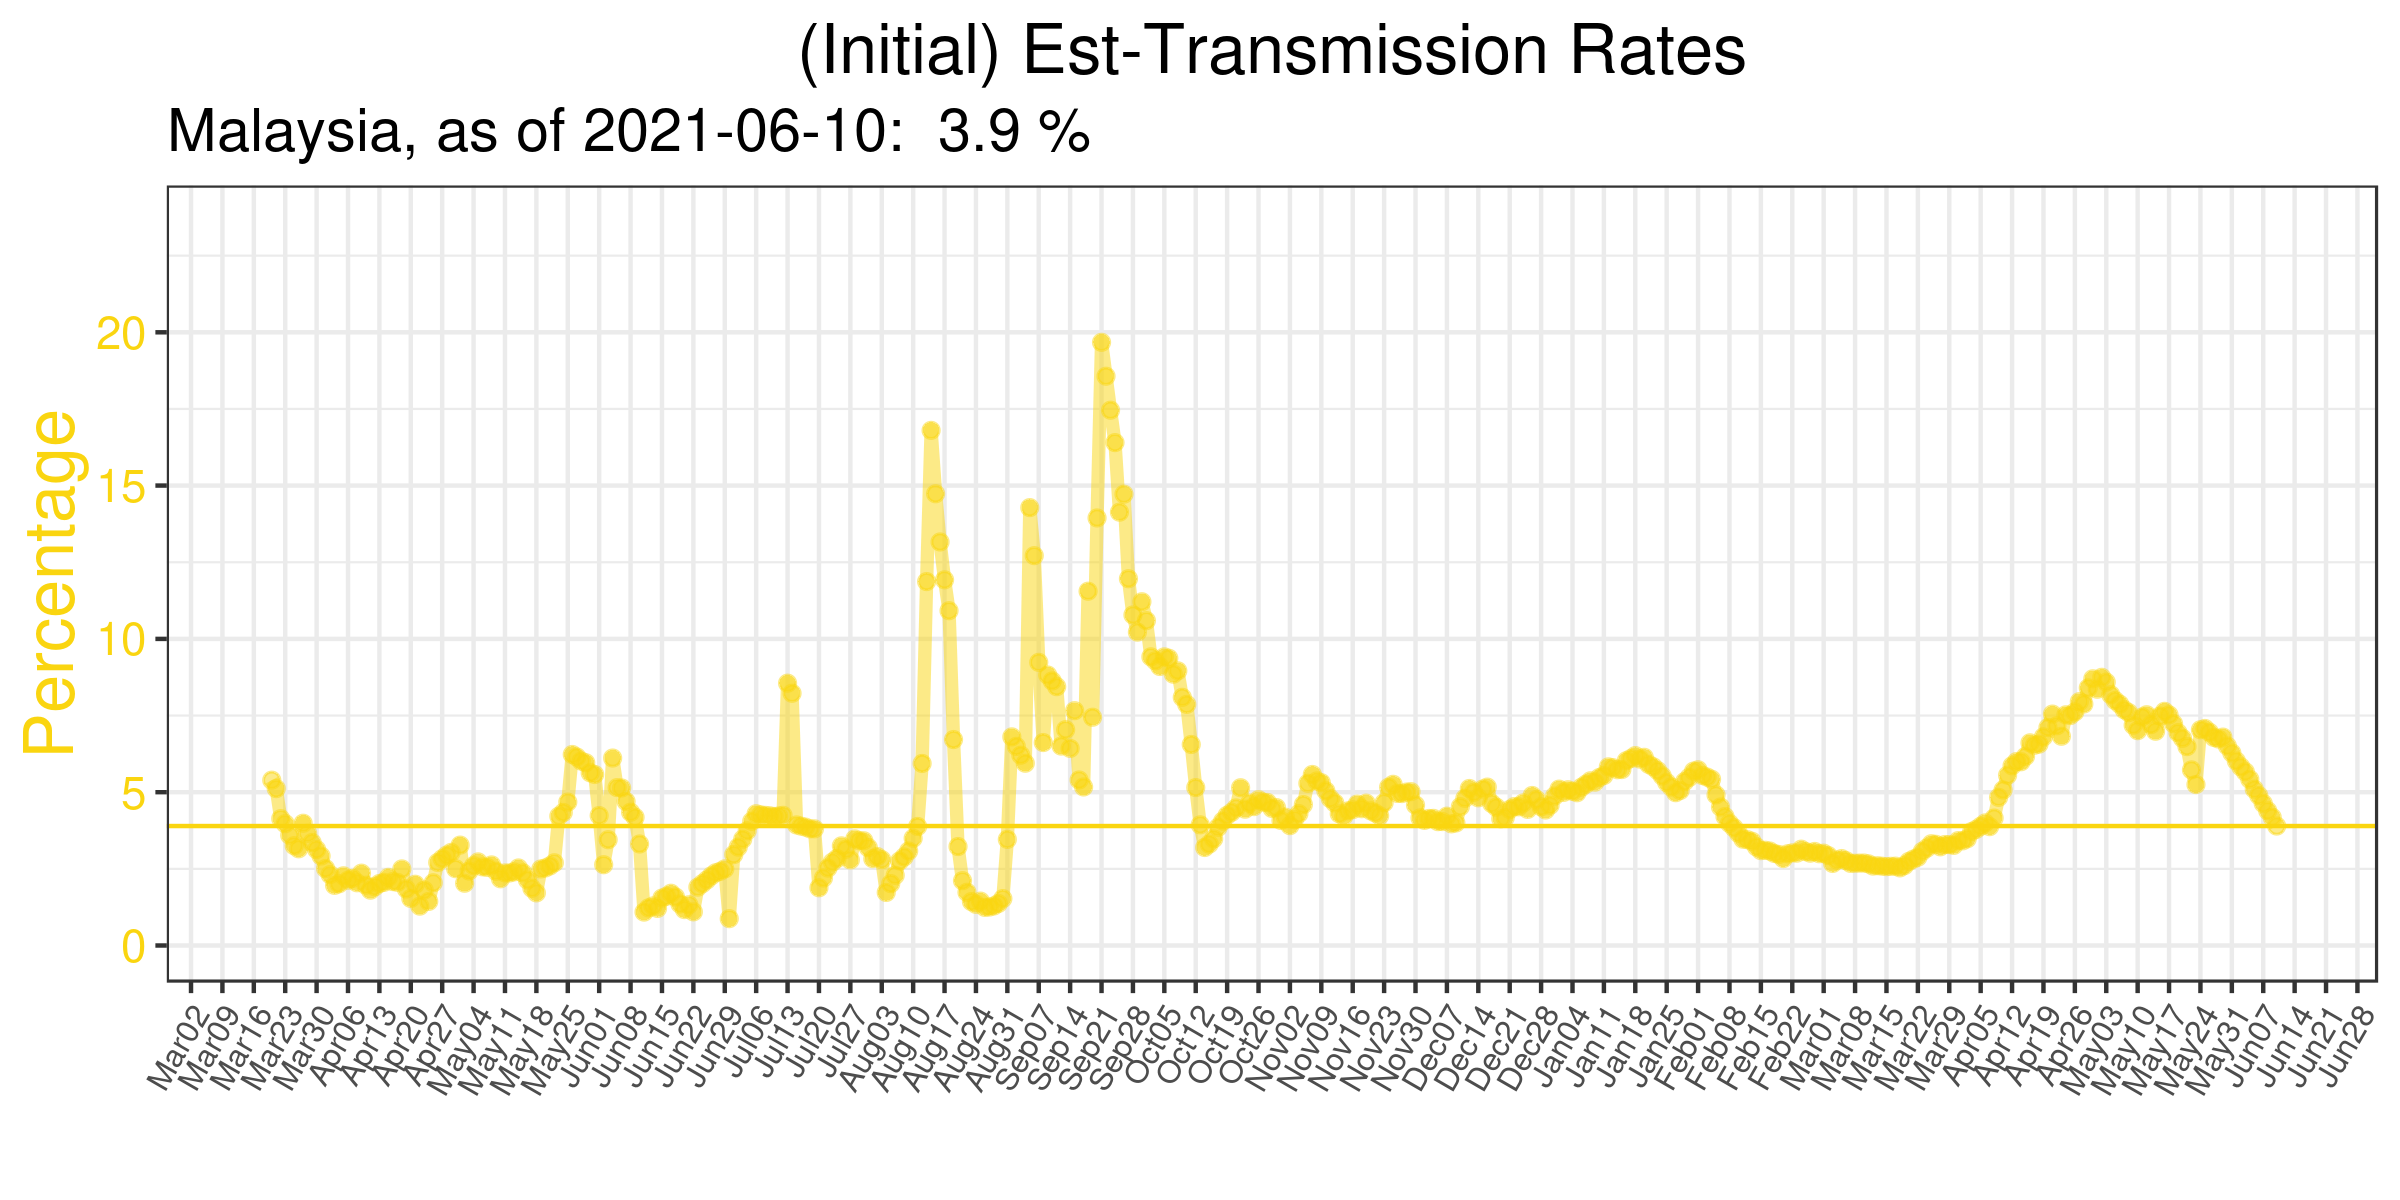 (Initial) Est-Transmission Rates
Malaysia, as of 2021-06-10:  3.9 %
Percentage
20
15
10
5
0
Mar02
Mar09
Mar16
Mar23
Mar30
Apr06
Apr13
Apr20
Apr27
May04
May11
May18
May25
Jun01
Jun08
Jun15
Jun22
Jun29
Jul06
Jul13
Jul20
Jul27
Aug03
Aug10
Aug17
Aug24
Aug31
Sep07
Sep14
Sep21
Sep28
Oct05
Oct12
Oct19
Oct26
Nov02
Nov09
Nov16
Nov23
Nov30
Dec07
Dec14
Dec21
Dec28
Jan04
Jan11
Jan18
Jan25
Feb01
Feb08
Feb15
Feb22
Mar01
Mar08
Mar15
Mar22
Mar29
Apr05
Apr12
Apr19
Apr26
May03
May10
May17
May24
May31
Jun07
Jun14
Jun21
Jun28